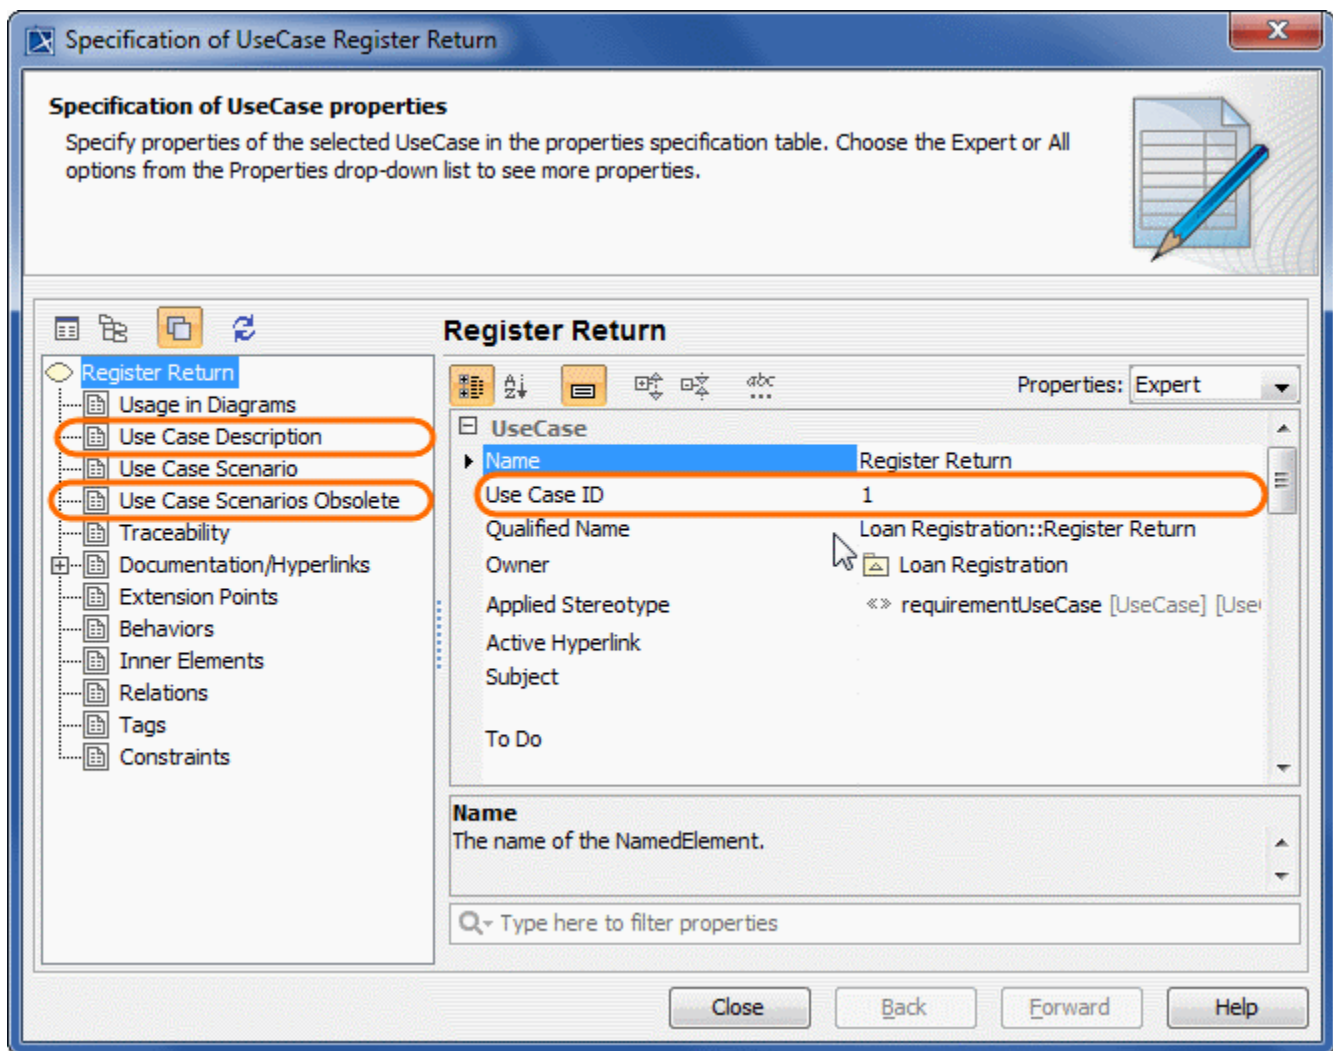 Specification of UseCase Register Return
Specification of UseCase properties
Specify properties of the selected UseCase in the properties specification table. Choose the Expert or All
options from the Properties drop-down list to see more properties.
Register Return
Properties: Expert
Register Return
Usage in Diagrams
Use Case Description
Use Case Scenario
Use Case Scenarios Obsolete
Traceability
Documentation/Hyperlinks
Extension Points
Behaviors
Inner Elements
Relations
Tags
Constraints
UseCase
Name Register Return
Use Case ID 1
Qualified Name Loan Registration::Register Return
Owner Loan Registration
Applied Stereotype «» requirementUseCase [UseCase] [Use
Active Hyperlink
Subject
To Do
Name
The name of the NamedElement.
Type here to filter properties
Close Back Forward Help